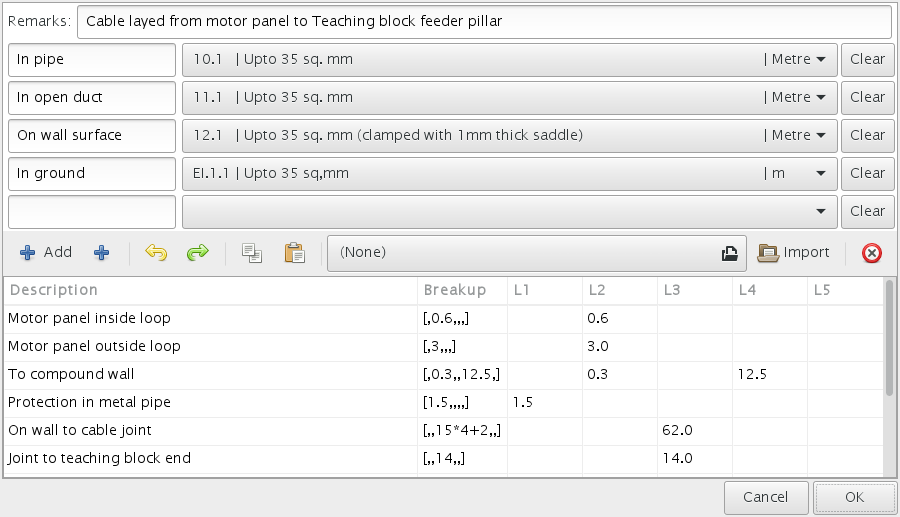 Remarks: Cable layed from motor panel to Teaching block feeder pillar
In pipe 10.1 | Upto 35 sq. mm | Metre Clear
In open duct 11.1 | Upto 35 sq. mm | Metre Clear
On wall surface 12.1 | Upto 35 sq. mm (clamped with 1mm thick saddle) | Metre Clear
In ground EI.1.1 | Upto 35 sq,mm | m Clear
Clear
Add (None) Import
Description Breakup L1 L2 L3 L4 L5
Motor panel inside loop [,0.6,,,] 0.6
Motor panel outside loop [,3,,,] 3.0
To compound wall [,0.3,,12.5,] 0.3 12.5
Protection in metal pipe [1.5,,,,] 1.5
On wall to cable joint [,,15*4+2,,] 62.0
Joint to teaching block end [,,14,,] 14.0
Cancel OK